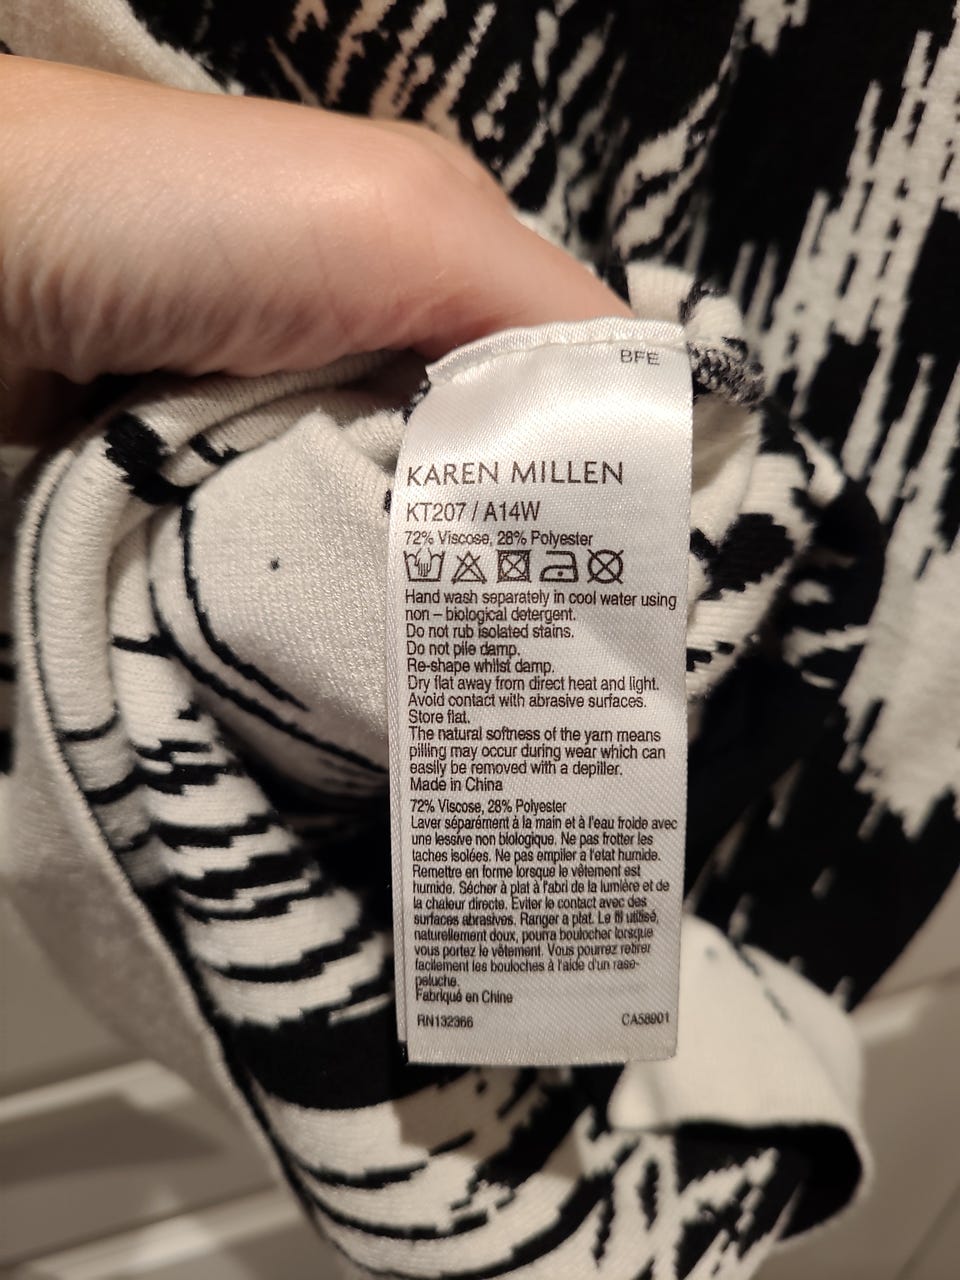 BFE
KAREN MILLEN
KT207 / A14W
72% Viscose, 28% Polyester
Hand wash separately in cool water using
non – biological detergent.
Do not rub isolated stains.
Do not pile damp.
Re-shape whilst damp.
Dry flat away from direct heat and light.
Avoid contact with abrasive surfaces.
Store flat.
The natural softness of the yarn means
pilling may occur during wear which can
easily be removed with a depiller.
Made in China
72% Viscose, 28% Polyester
Laver séparément à la main et à l'eau froide avec
une lessive non biologique. Ne pas frotter les
taches isolées. Ne pas empiler a l'etat humide.
Remettre en forme lorsque le vêtement est
humide. Sécher à plat à l'abri de la lumière et de
la chaleur directe. Eviter le contact avec des
surfaces abrasives. Ranger a plat. Le fil utilisé,
naturellement doux, pourra boulocher lorsque
vous portez le vêtement. Vous pourrez retirer
facilement les bouloches à l'aide d'un rase-
peluche.
Fabriqué en Chine
RN132366 CA58901